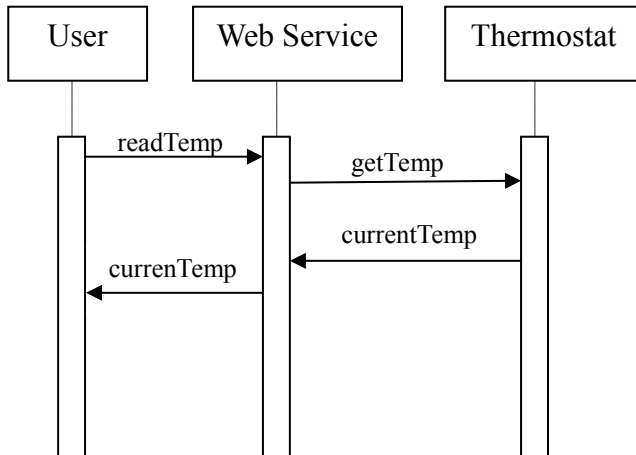 User
Web Service
Thermostat
readTemp
getTemp
currentTemp
currenTemp